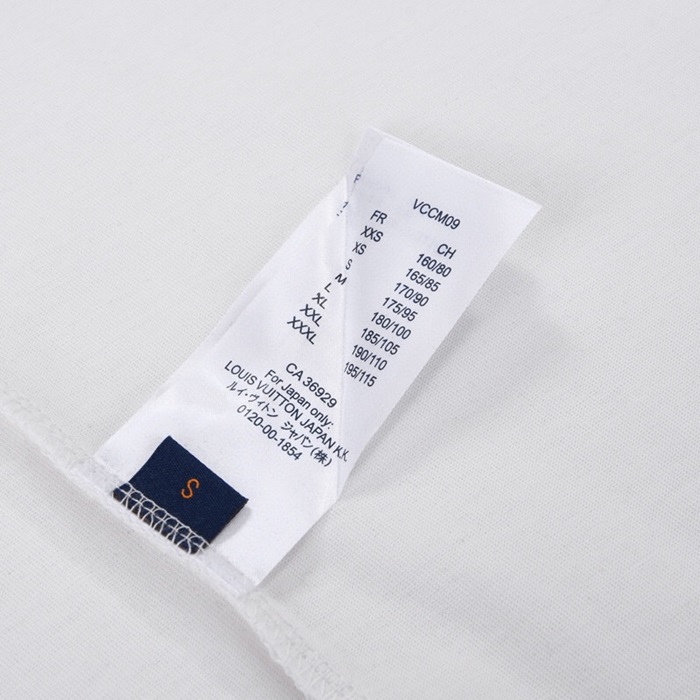 VCCM09
FR CH
XXS 160/80
XS 165/85
S 170/90
M 175/95
L 180/100
XL 185/105
XXL 190/110
XXXL 195/115
CA 36929
For Japan only:
LOUIS VUITTON JAPAN K.K.
ルイ・ヴィトン ジャパン(株)
0120-00-1854
S